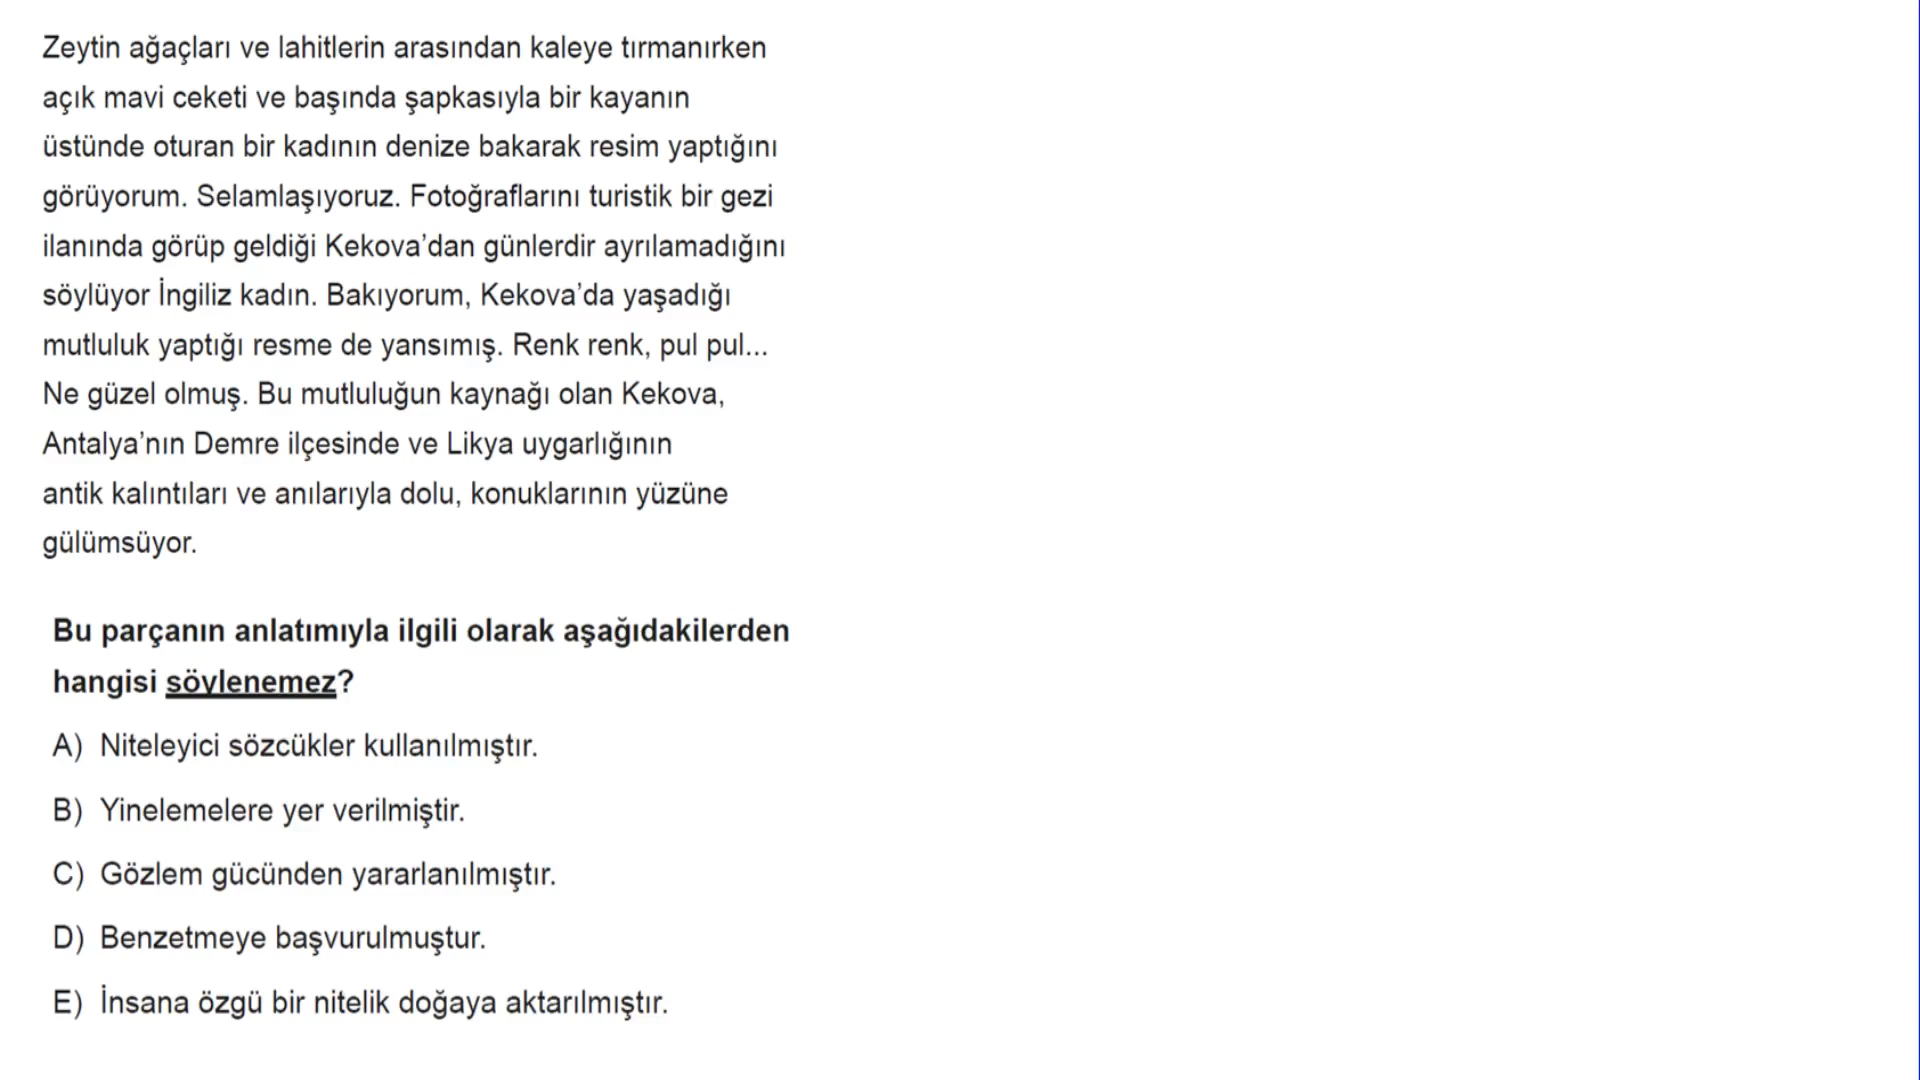 Zeytin ağaçları ve lahitlerin arasından kaleye tırmanırken
açık mavi ceketi ve başında şapkasıyla bir kayanın
üstünde oturan bir kadının denize bakarak resim yaptığını
görüyorum. Selamlaşıyoruz. Fotoğraflarını turistik bir gezi
ilanında görüp geldiği Kekova’dan günlerdir ayrılamadığını
söylüyor İngiliz kadın. Bakıyorum, Kekova’da yaşadığı
mutluluk yaptığı resme de yansımış. Renk renk, pul pul...
Ne güzel olmuş. Bu mutluluğun kaynağı olan Kekova,
Antalya’nın Demre ilçesinde ve Likya uygarlığının
antik kalıntıları ve anılarıyla dolu, konuklarının yüzüne
gülümsüyor.
Bu parçanın anlatımıyla ilgili olarak aşağıdakilerden
hangisi söylenemez?
A) Niteleyici sözcükler kullanılmıştır.
B) Yinelemelere yer verilmiştir.
C) Gözlem gücünden yararlanılmıştır.
D) Benzetmeye başvurulmuştur.
E) İnsana özgü bir nitelik doğaya aktarılmıştır.